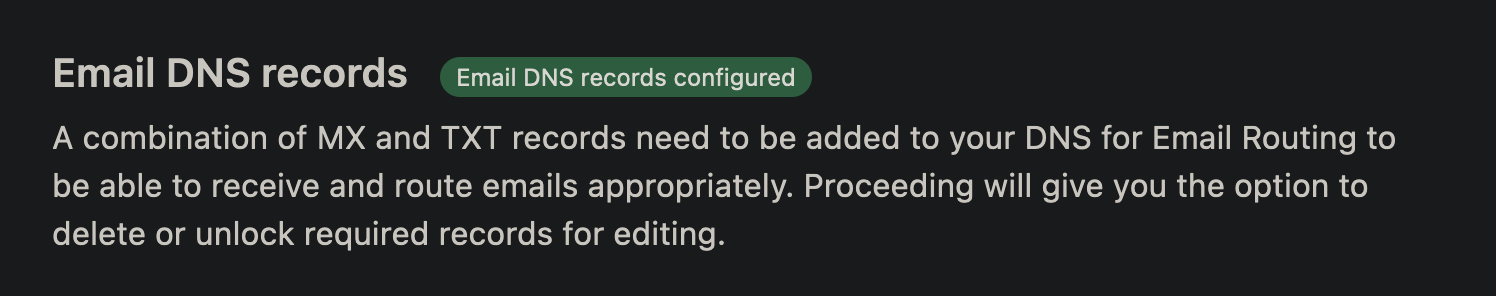 Email DNS records Email DNS records configured
A combination of MX and TXT records need to be added to your DNS for Email Routing to
be able to receive and route emails appropriately. Proceeding will give you the option to
delete or unlock required records for editing.